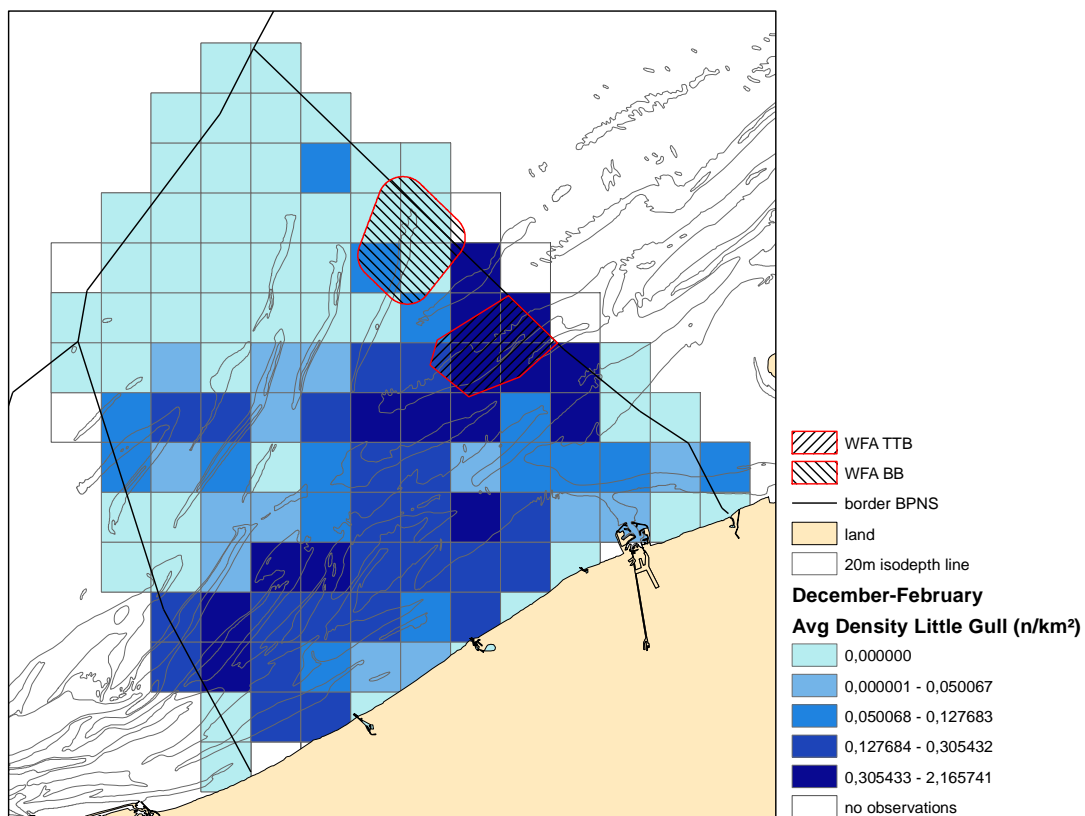 WFA TTB
WFA BB
border BPNS
land
20m isodepth line
December-February
Avg Density Little Gull (n/km²)
0,000000
0,000001 - 0,050067
0,050068 - 0,127683
0,127684 - 0,305432
0,305433 - 2,165741
no observations